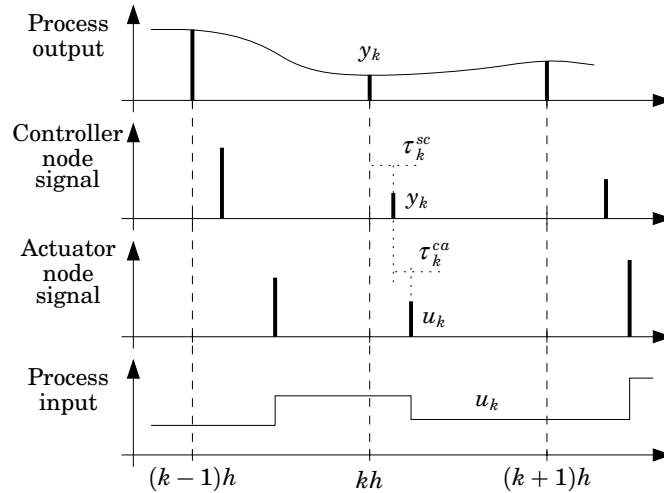 Process
output
y_k
Controller
node
signal
τ_k^{sc}
y_k
Actuator
node
signal
τ_k^{ca}
u_k
Process
input
u_k
(k − 1)h
kh
(k + 1)h